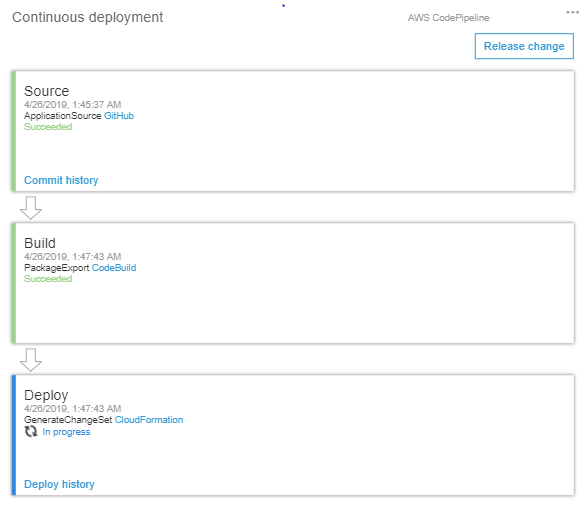 Continuous deployment
AWS CodePipeline
Release change
Source
4/26/2019, 1:45:37 AM
ApplicationSource GitHub
Succeeded
Commit history
Build
4/26/2019, 1:47:43 AM
PackageExport CodeBuild
Succeeded
Deploy
4/26/2019, 1:47:43 AM
GenerateChangeSet CloudFormation
In progress
Deploy history